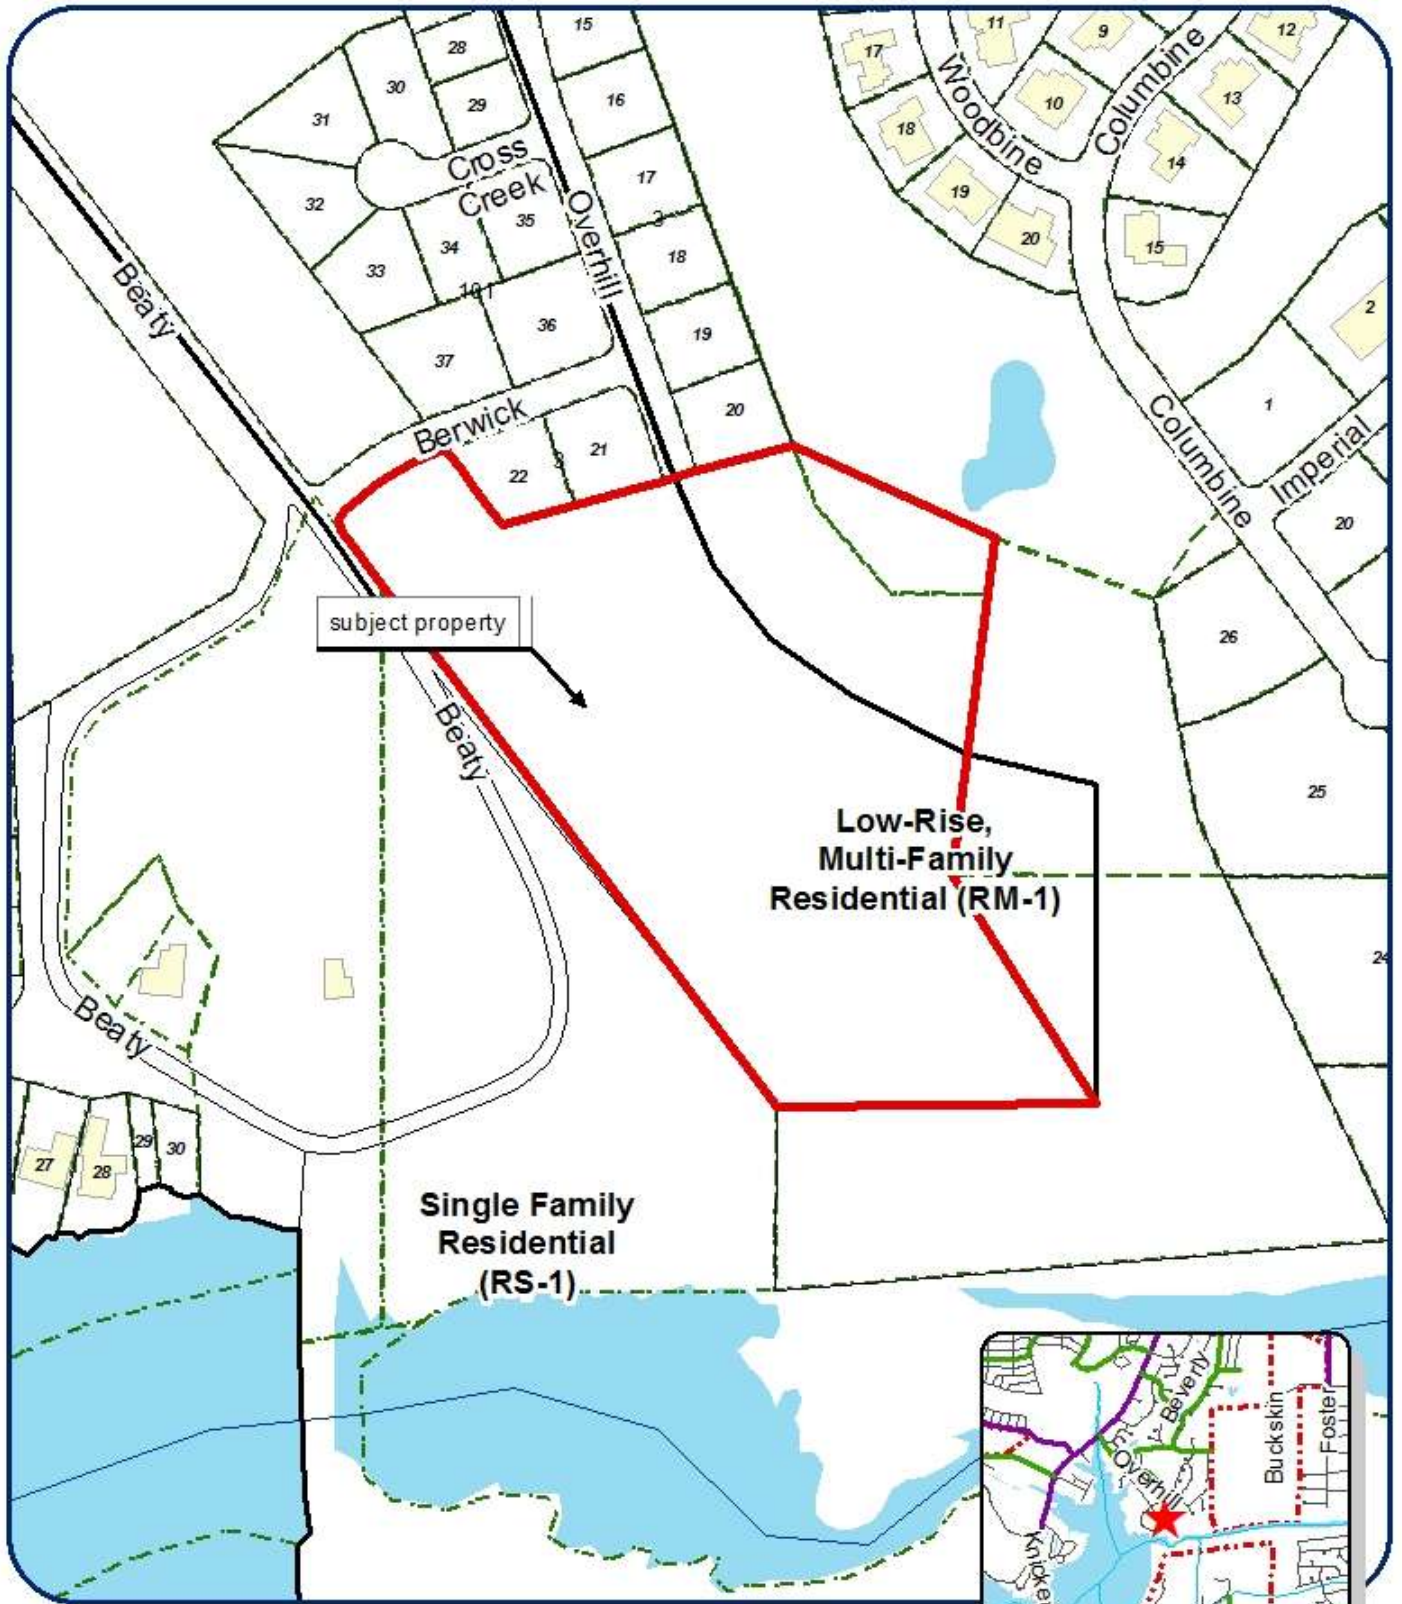 15
28
30
29
16
31
Cross
Creek
17
32
35
Overhill
3
34
18
33
101
36
19
37
20
Berwick
21
22
3
Beaty
11
9
12
17
Woodbine
Columbine
10
13
18
14
19
20
15
2
1
Columbine
Imperial
20
26
25
24
subject property
Beaty
Low-Rise,
Multi-Family
Residential (RM-1)
Beaty
27
28
29
30
Single Family
Residential
(RS-1)
Beverly
Buckskin
Foster
Overhill
Knicke